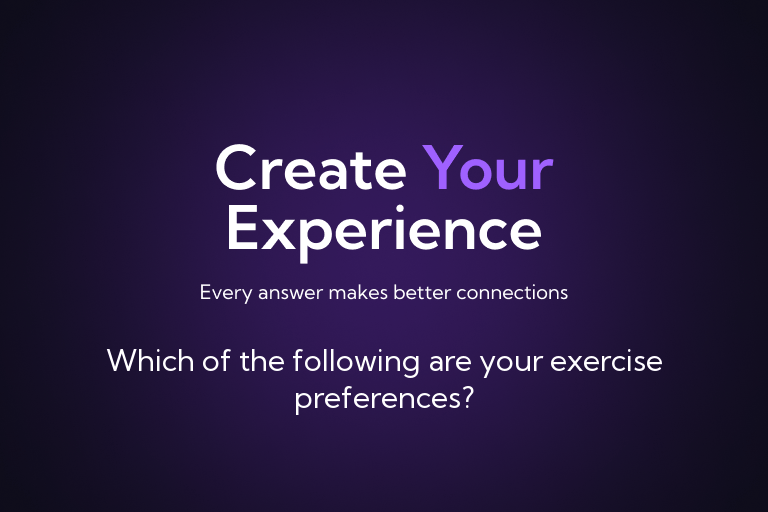 Create Your
Experience
Every answer makes better connections
Which of the following are your exercise
preferences?